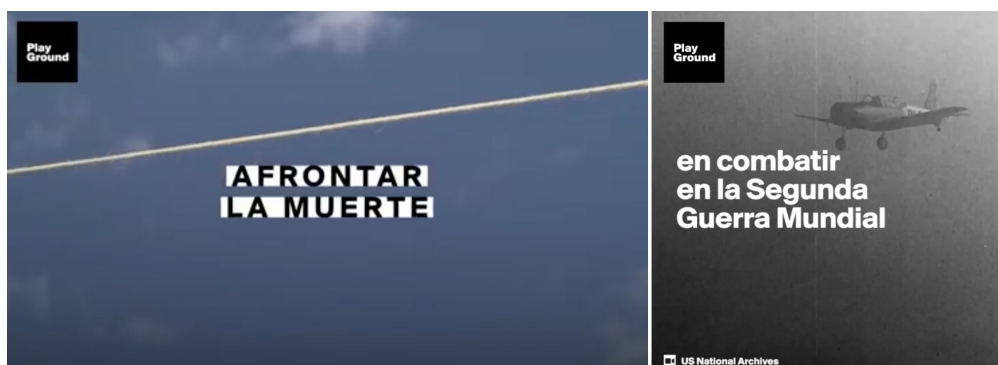 Play
Ground
AFRONTAR
LA MUERTE
Play
Ground
en combatir
en la Segunda
Guerra Mundial
US National Archives